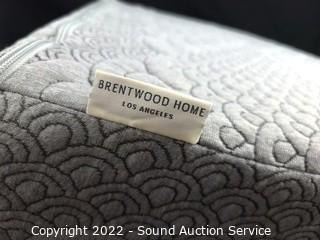 BRENTWOOD HOME
LOS ANGELES
Copyright 2022 - Sound Auction Service